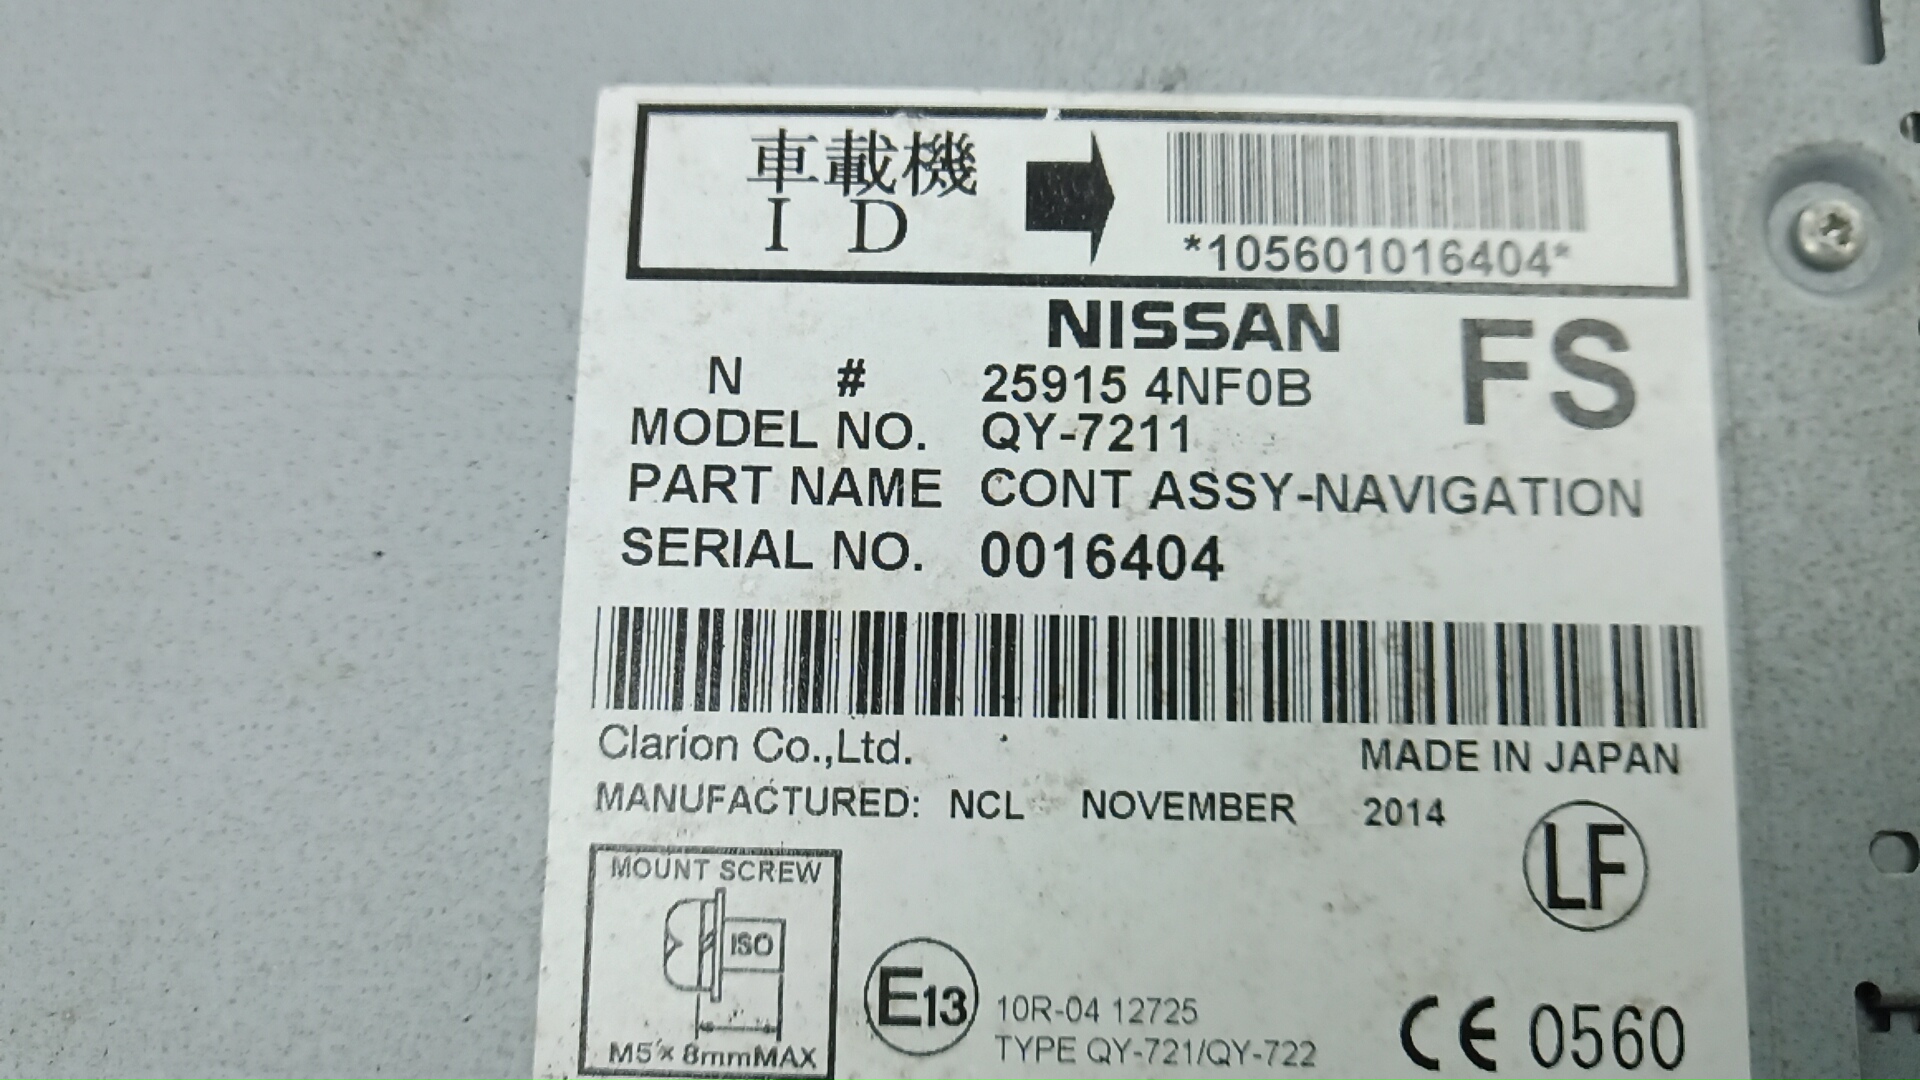 車載機
ID
*105601016404*
NISSAN
FS
N # 25915 4NF0B
MODEL NO. QY-7211
PART NAME CONT ASSY-NAVIGATION
SERIAL NO. 0016404
Clarion Co.,Ltd.
MADE IN JAPAN
MANUFACTURED: NCL NOVEMBER 2014
LF
MOUNT SCREW
ISO
M5 x 8mmMAX
E13
10R-04 12725
TYPE QY-721/QY-722
CE 0560